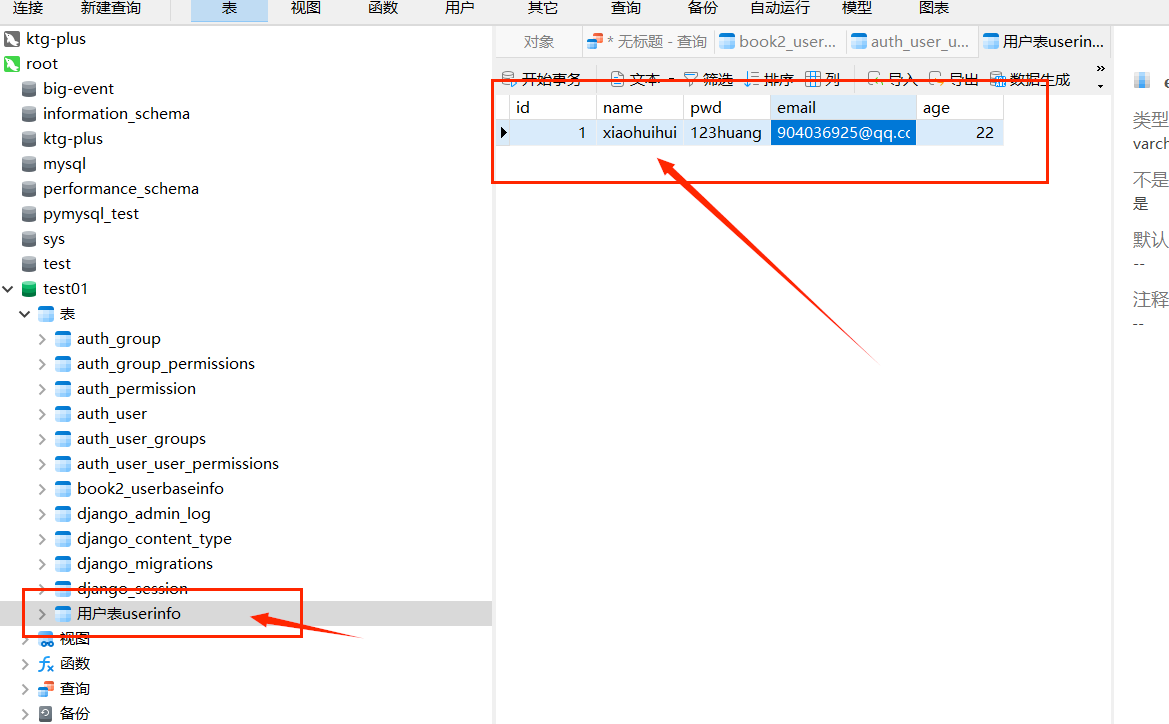 连接 新建查询 表 视图 函数 用户 其它 查询 备份 自动运行 模型 图表
ktg-plus
root
big-event
information_schema
ktg-plus
mysql
performance_schema
pymysql_test
sys
test
test01
表
auth_group
auth_group_permissions
auth_permission
auth_user
auth_user_groups
auth_user_user_permissions
book2_userbaseinfo
django_admin_log
django_content_type
django_migrations
django_session
用户表userinfo
视图
函数
查询
备份
对象 * 无标题 - 查询 book2_user... auth_user_u... 用户表userin...
开始事务 文本 筛选 排序 列 导入 导出 数据生成
id name pwd email age
1 xiaohuihui 123huang 904036925@qq.cc 22
类型
varch
不是
是
默认
--
注释
--